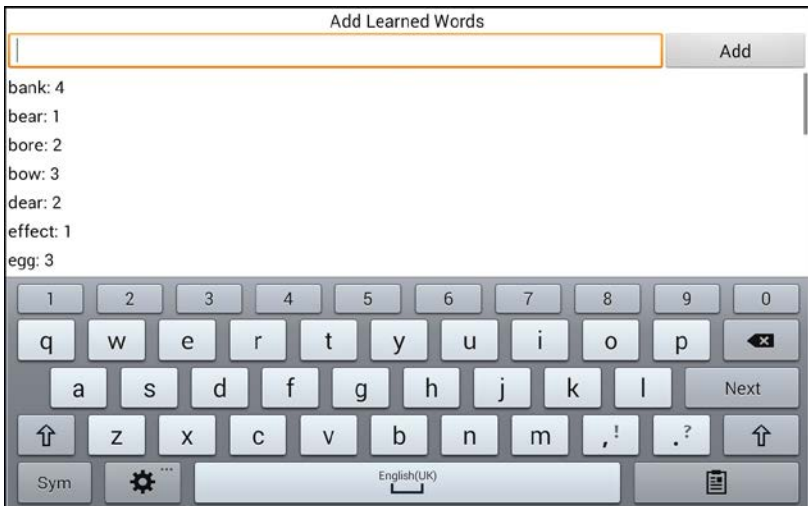 Add Learned Words
Add
bank: 4
bear: 1
bore: 2
bow: 3
dear: 2
effect: 1
egg: 3
1 2 3 4 5 6 7 8 9 0
q w e r t y u i o p
a s d f g h j k l Next
z x c v b n m , ! . ?
Sym ... English(UK)